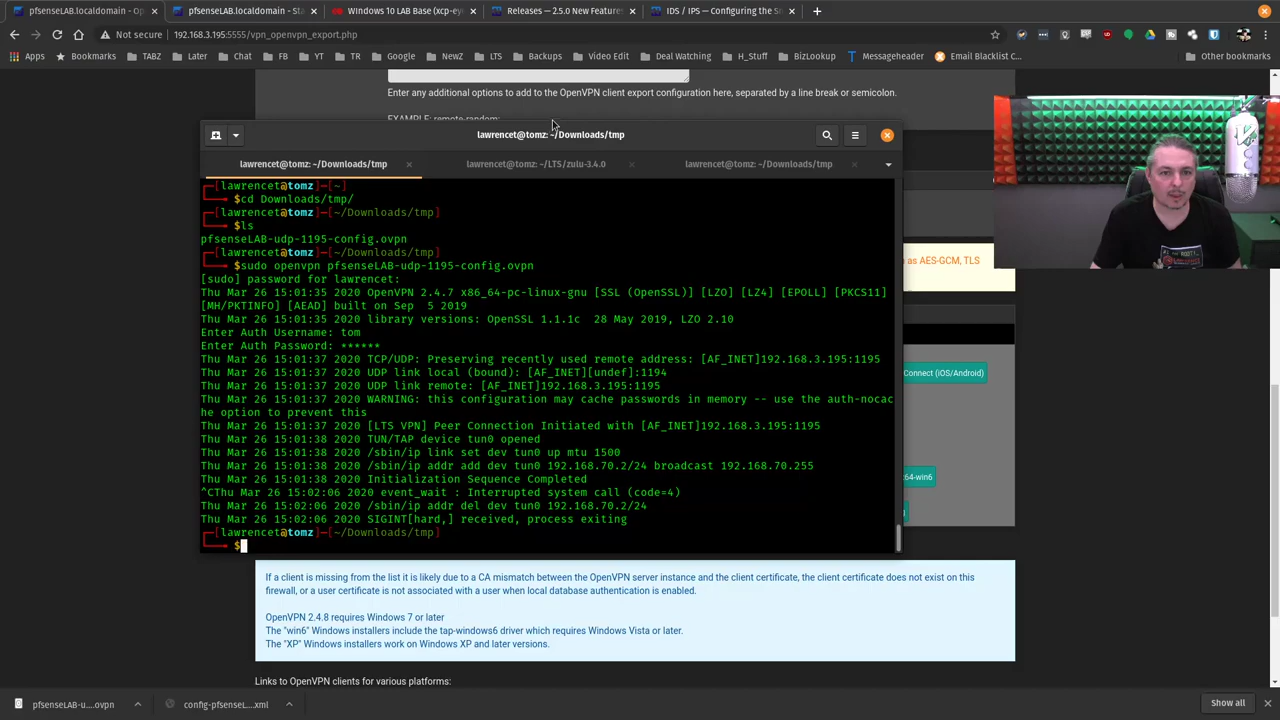 pfsenseLAB.localdomain - Op
pfsenseLAB.localdomain - Sta
WINdows 10 LAB Base (xcp-ey
Releases — 2.5.0 New Feature
IDS / IPS — Configuring the Sn
Not secure
192.168.3.195:5555/vpn_openvpn_export.php
Apps
Bookmarks
TABZ
Later
Chat
FB
YT
TR
Google
NewZ
LTS
Backups
Video Edit
Deal Watching
H_Stuff
BizLookup
Messageheader
Email Blacklist C...
Other bookmarks
Enter any additional options to add to the OpenVPN client export configuration here, separated by a line break or semicolon.
EXAMPLE: remote-random;
lawrencet@tomz: ~/Downloads/tmp
lawrencet@tomz: ~/Downloads/tmp
lawrencet@tomz: ~/LTS/zulu-3.4.0
lawrencet@tomz: ~/Downloads/tmp
[lawrencet@tomz]─[~]
$cd Downloads/tmp/
[lawrencet@tomz]─[~/Downloads/tmp]
$ls
pfsenseLAB-udp-1195-config.ovpn
[lawrencet@tomz]─[~/Downloads/tmp]
$sudo openvpn pfsenseLAB-udp-1195-config.ovpn
[sudo] password for lawrencet:
Thu Mar 26 15:01:35 2020 OpenVPN 2.4.7 x86_64-pc-linux-gnu [SSL (OpenSSL)] [LZO] [LZ4] [EPOLL] [PKCS11]
[MH/PKTINFO] [AEAD] built on Sep  5 2019
Thu Mar 26 15:01:35 2020 library versions: OpenSSL 1.1.1c  28 May 2019, LZO 2.10
Enter Auth Username: tom
Enter Auth Password: ******
Thu Mar 26 15:01:37 2020 TCP/UDP: Preserving recently used remote address: [AF_INET]192.168.3.195:1195
Thu Mar 26 15:01:37 2020 UDP link local (bound): [AF_INET][undef]:1194
Thu Mar 26 15:01:37 2020 UDP link remote: [AF_INET]192.168.3.195:1195
Thu Mar 26 15:01:37 2020 WARNING: this configuration may cache passwords in memory -- use the auth-nocac
he option to prevent this
Thu Mar 26 15:01:37 2020 [LTS VPN] Peer Connection Initiated with [AF_INET]192.168.3.195:1195
Thu Mar 26 15:01:38 2020 TUN/TAP device tun0 opened
Thu Mar 26 15:01:38 2020 /sbin/ip link set dev tun0 up mtu 1500
Thu Mar 26 15:01:38 2020 /sbin/ip addr add dev tun0 192.168.70.2/24 broadcast 192.168.70.255
Thu Mar 26 15:01:38 2020 Initialization Sequence Completed
^CThu Mar 26 15:02:06 2020 event_wait : Interrupted system call (code=4)
Thu Mar 26 15:02:06 2020 /sbin/ip addr del dev tun0 192.168.70.2/24
Thu Mar 26 15:02:06 2020 SIGINT[hard,] received, process exiting
[lawrencet@tomz]─[~/Downloads/tmp]
$
as AES-GCM, TLS
Connect (iOS/Android)
64-win6
If a client is missing from the list it is likely due to a CA mismatch between the OpenVPN server instance and the client certificate, the client certificate does not exist on this
firewall, or a user certificate is not associated with a user when local database authentication is enabled.
OpenVPN 2.4.8 requires Windows 7 or later
The "win6" Windows installers include the tap-windows6 driver which requires Windows Vista or later.
The "XP" Windows installers work on Windows XP and later versions.
Links to OpenVPN clients for various platforms:
pfsenseLAB-u....ovpn
config-pfsenseL....xml
Show all